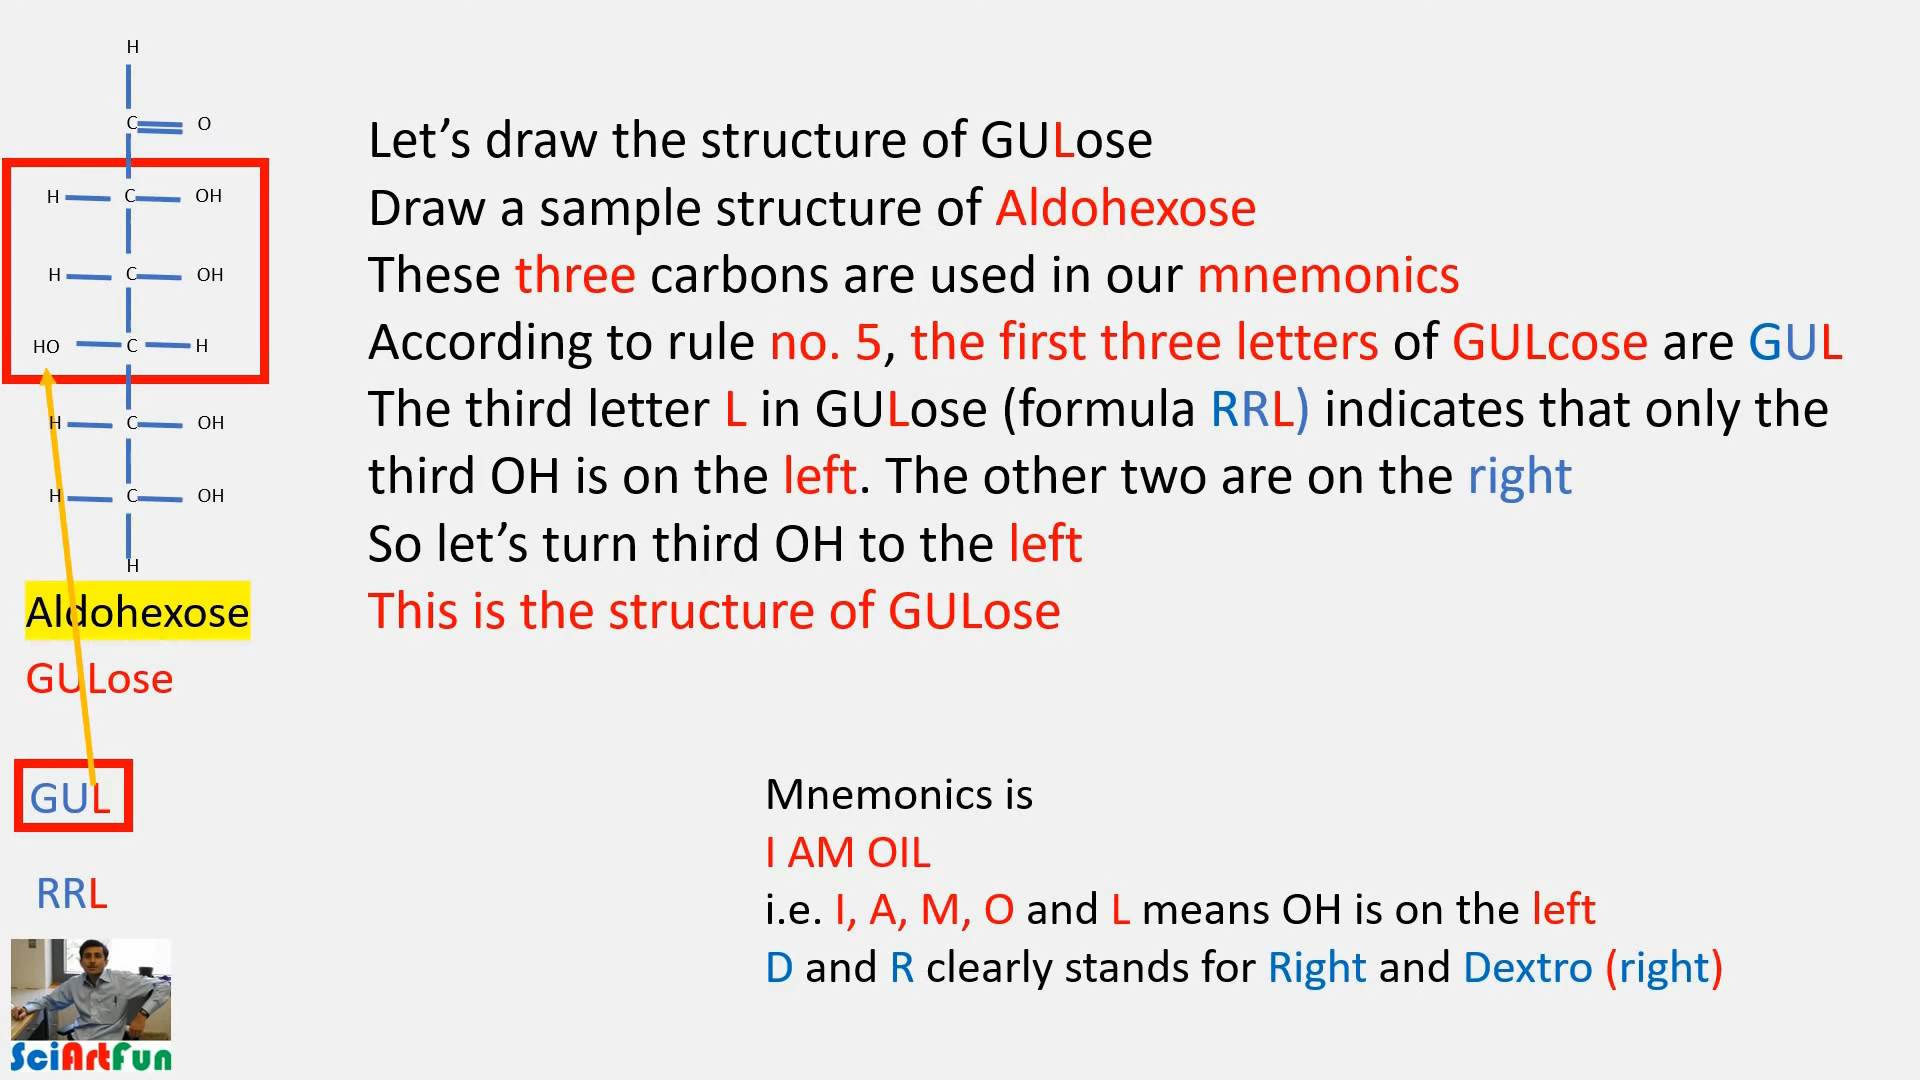 H
C O
H C OH
H C OH
HO C H
H C OH
H C OH
H
Aldohexose
GULose
GUL
RRL
SciArtFun
Let’s draw the structure of GULose
Draw a sample structure of Aldohexose
These three carbons are used in our mnemonics
According to rule no. 5, the first three letters of GULcose are GUL
The third letter L in GULose (formula RRL) indicates that only the
third OH is on the left. The other two are on the right
So let’s turn third OH to the left
This is the structure of GULose
Mnemonics is
I AM OIL
i.e. I, A, M, O and L means OH is on the left
D and R clearly stands for Right and Dextro (right)